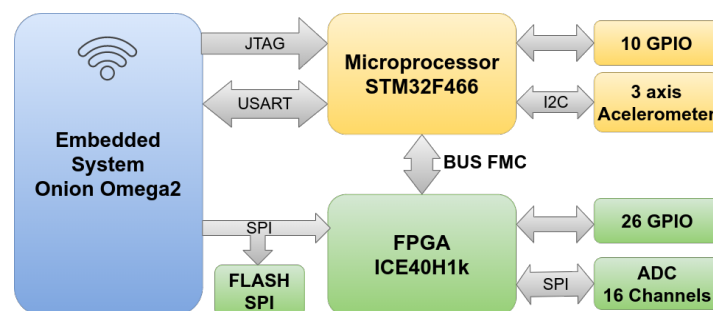 JTAG
USART
Embedded
System
Onion Omega2
Microprocessor
STM32F466
10 GPIO
I2C
3 axis
Acelerometer
BUS FMC
SPI
FLASH
SPI
FPGA
ICE40H1k
26 GPIO
SPI
ADC
16 Channels